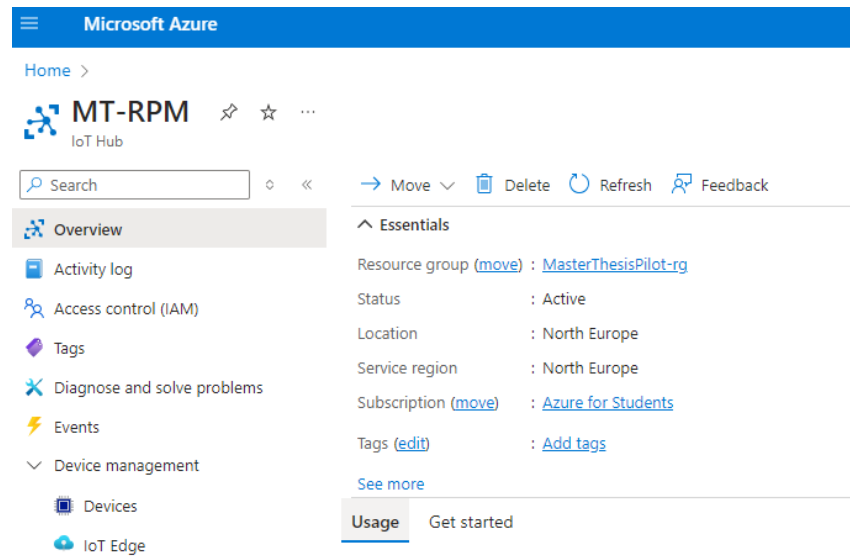 Microsoft Azure
Home >
MT-RPM ...
IoT Hub
Search
Overview
Activity log
Access control (IAM)
Tags
Diagnose and solve problems
Events
Device management
Devices
IoT Edge
Move Delete Refresh Feedback
Essentials
Resource group (move) : MasterThesisPilot-rg
Status : Active
Location : North Europe
Service region : North Europe
Subscription (move) : Azure for Students
Tags (edit) : Add tags
See more
Usage Get started